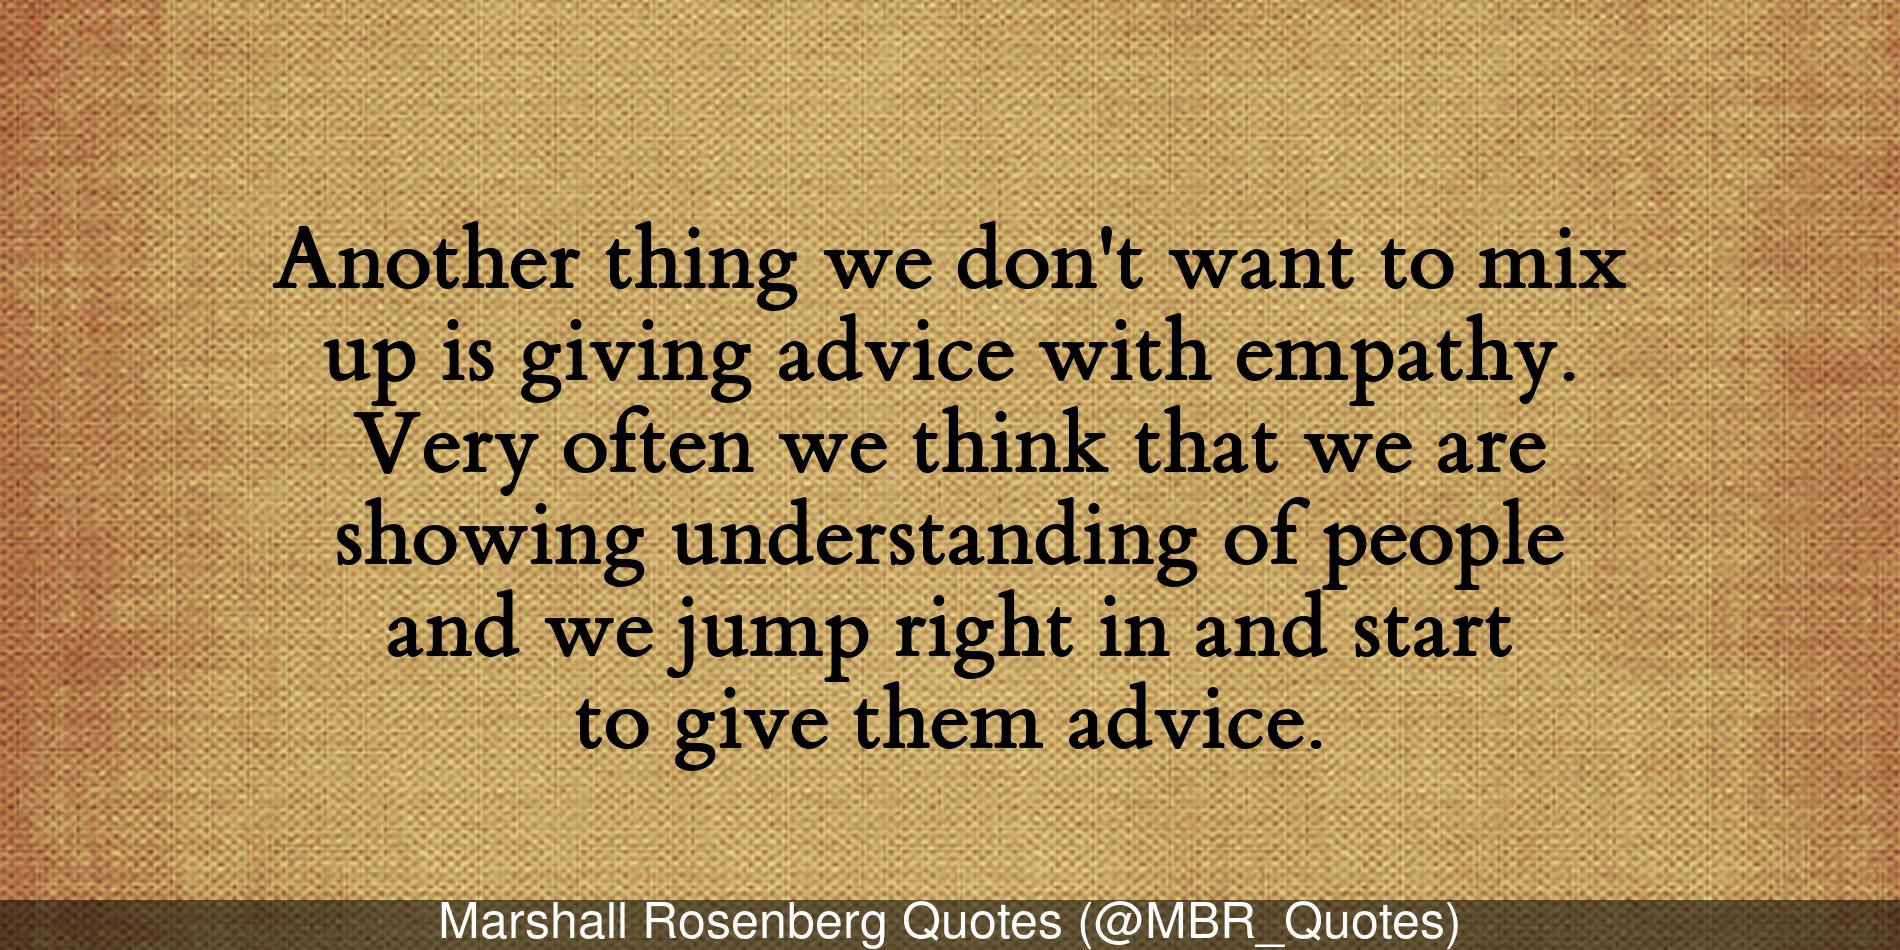 Another thing we don't want to mix
up is giving advice with empathy.
Very often we think that we are
showing understanding of people
and we jump right in and start
to give them advice.
Marshall Rosenberg Quotes (@MBR_Quotes)